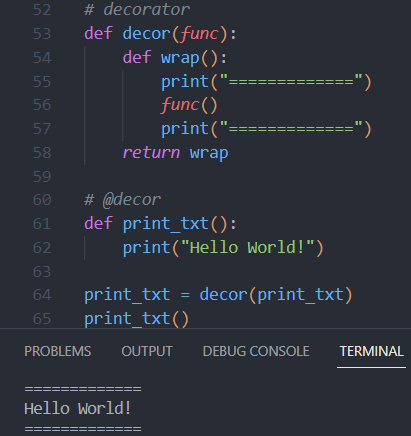 52 # decorator
53 def decor(func):
54     def wrap():
55         print("=============")
56         func()
57         print("=============")
58     return wrap
59
60 # @decor
61 def print_txt():
62     print("Hello World!")
63
64 print_txt = decor(print_txt)
65 print_txt()
PROBLEMS OUTPUT DEBUG CONSOLE TERMINAL
=============
Hello World!
=============